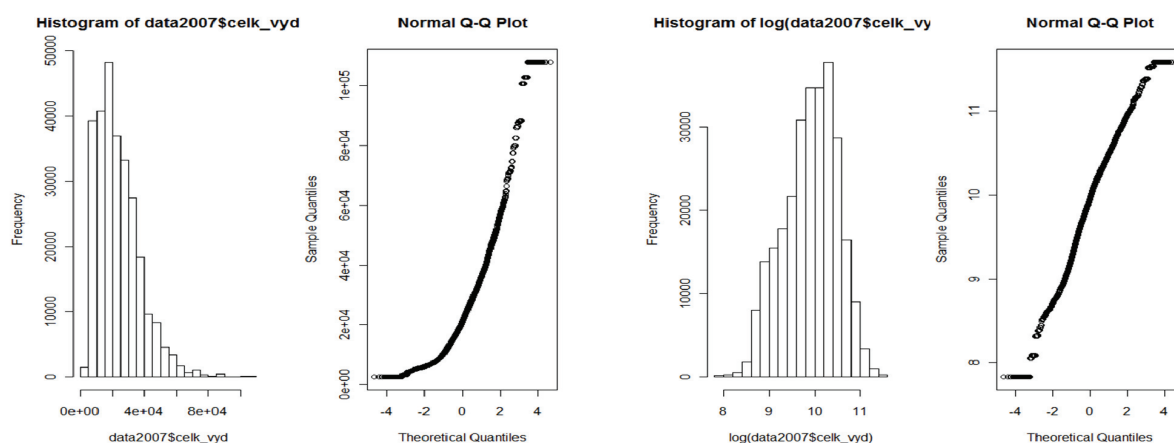 Histogram of data2007$celk_vyd
Frequency
50000
40000
30000
20000
10000
0
0e+00
4e+04
8e+04
data2007$celk_vyd
Normal Q-Q Plot
Sample Quantiles
1e+05
8e+04
6e+04
4e+04
2e+04
0e+00
-4
-2
0
2
4
Theoretical Quantiles
Histogram of log(data2007$celk_vy
Frequency
30000
20000
10000
0
8
9
10
11
log(data2007$celk_vyd)
Normal Q-Q Plot
Sample Quantiles
11
10
9
8
-4
-2
0
2
4
Theoretical Quantiles